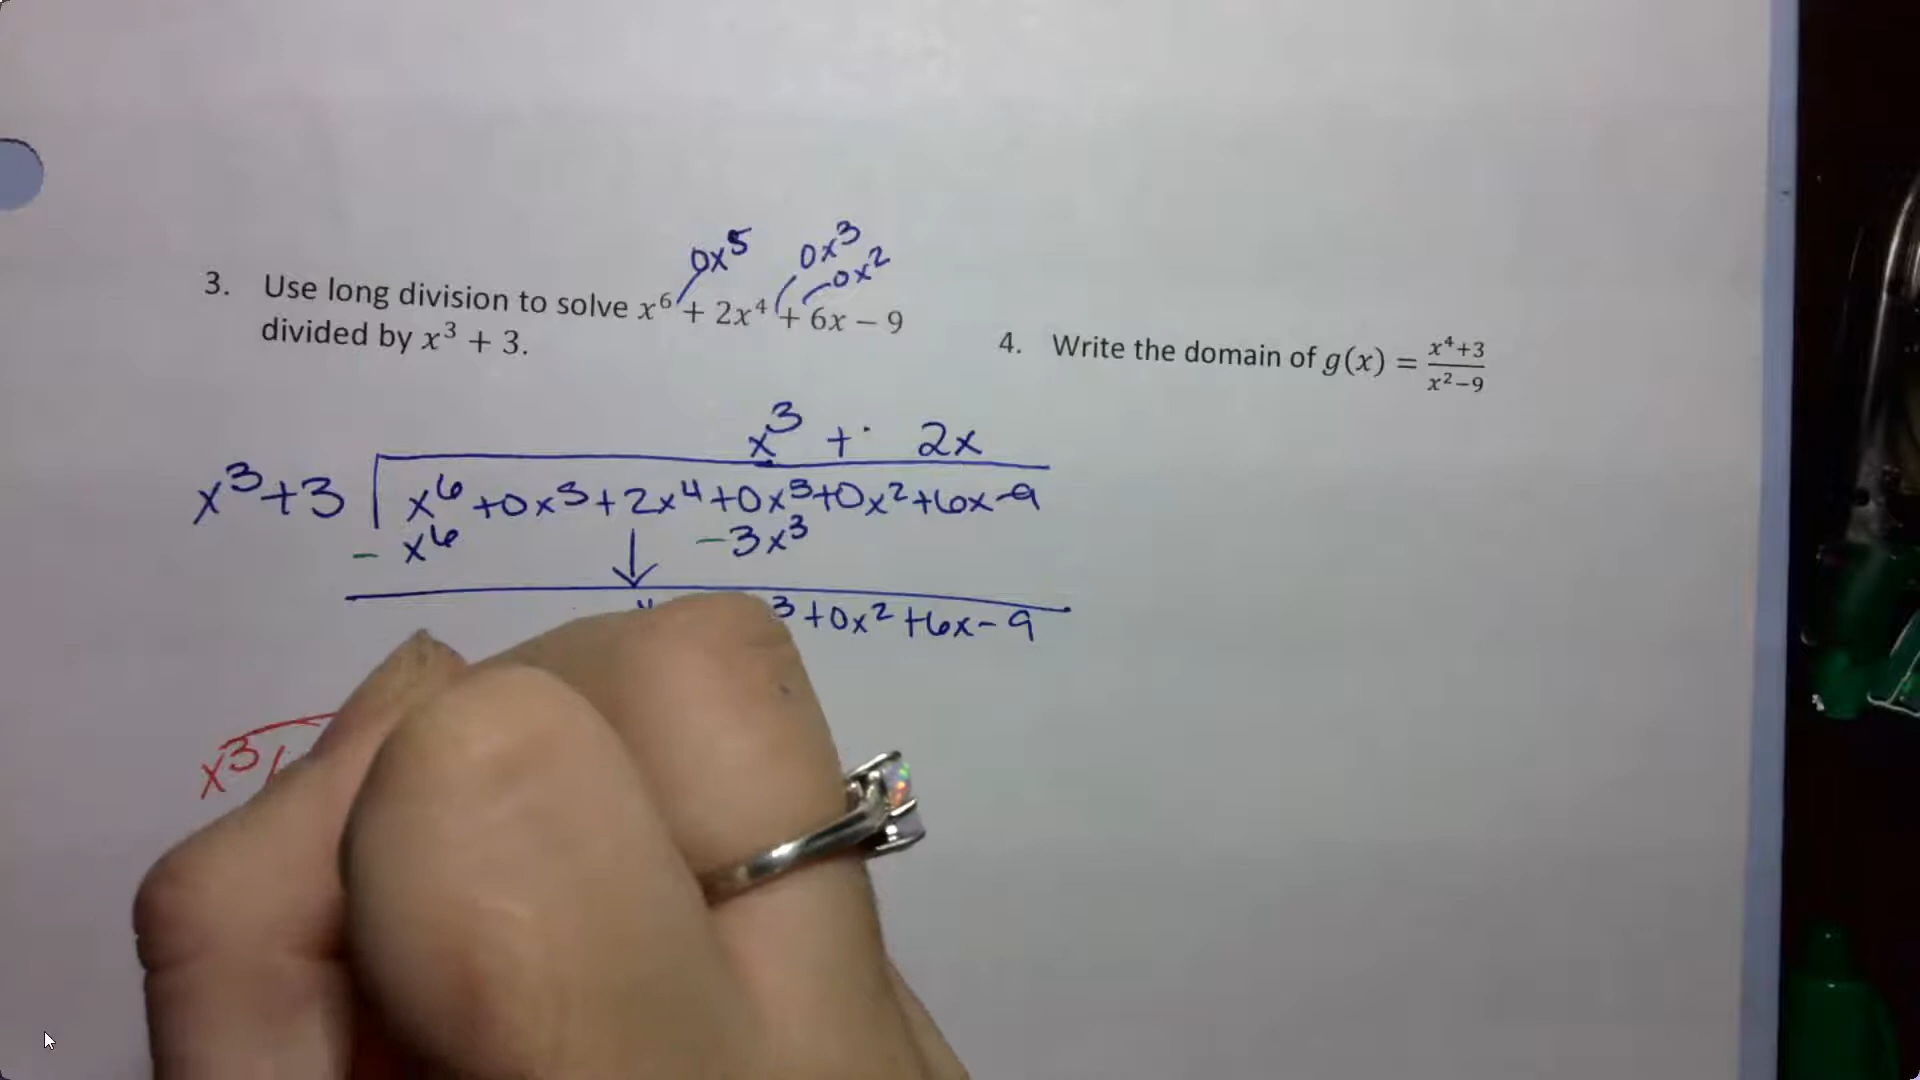 0x⁵ 0x³
0x²
3. Use long division to solve x⁶ + 2x⁴ + 6x − 9
divided by x³ + 3.
4. Write the domain of g(x) = x⁴+3 / x²−9
x³ + 2x
x³+3 x⁶+0x⁵+2x⁴+0x³+0x²+6x-9
- x⁶ -3x³
³+0x²+6x-9
x³